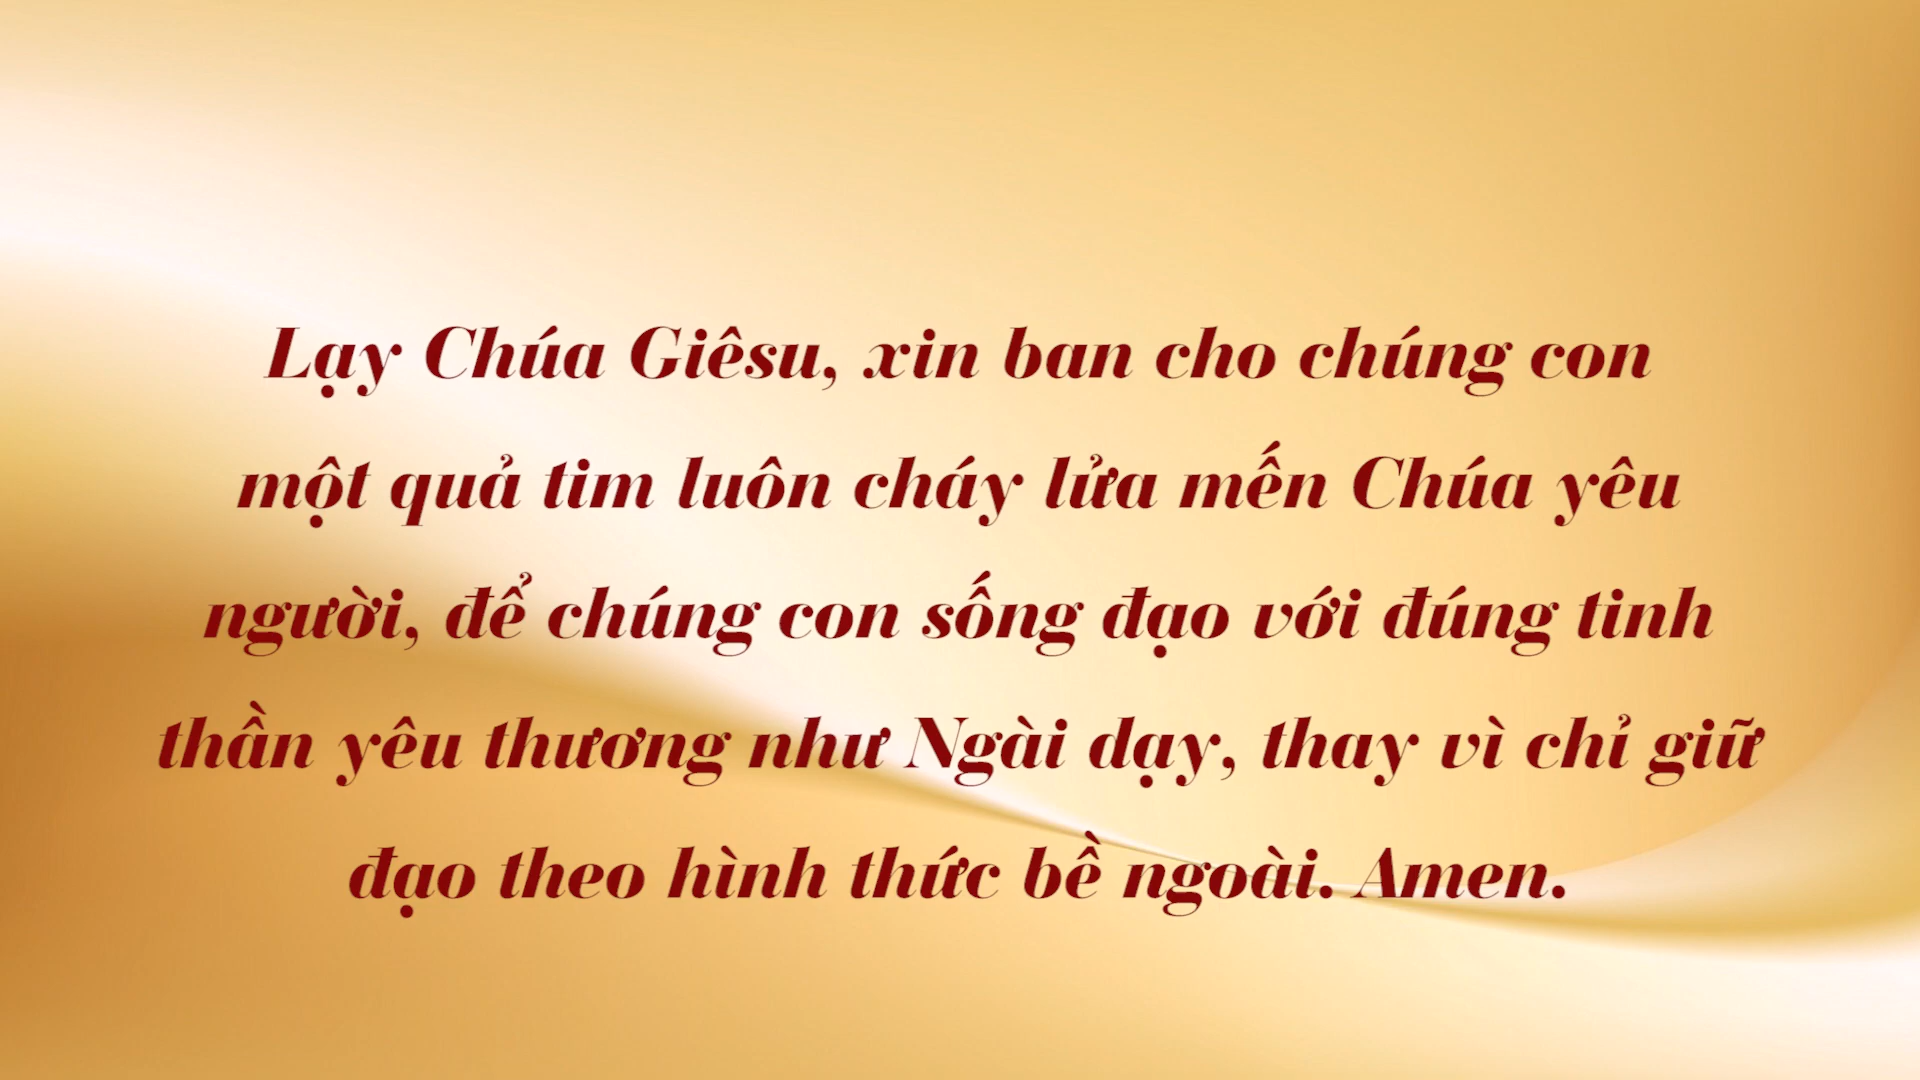 Lạy Chúa Giêsu, xin ban cho chúng con
một quả tim luôn cháy lửa mến Chúa yêu
người, để chúng con sống đạo với đúng tinh
thần yêu thương như Ngài dạy, thay vì chỉ giữ
đạo theo hình thức bề ngoài. Amen.